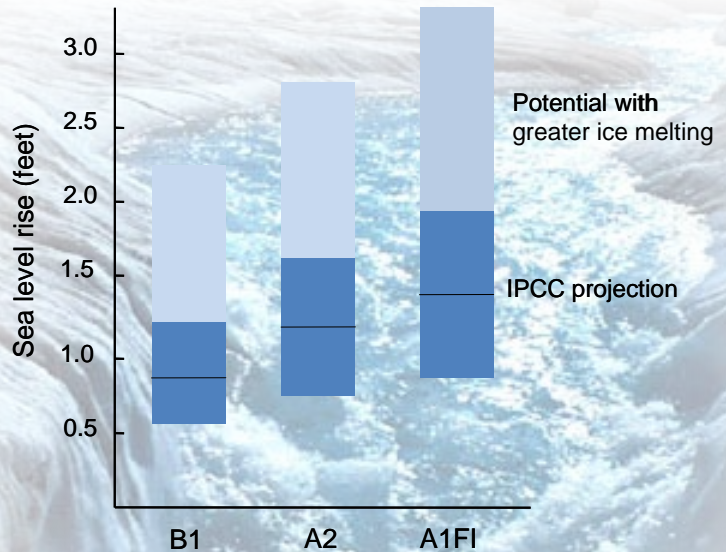 3.0
2.5
2.0
1.5
1.0
0.5
Sea level rise (feet)
Potential with
greater ice melting
IPCC projection
B1
A2
A1FI